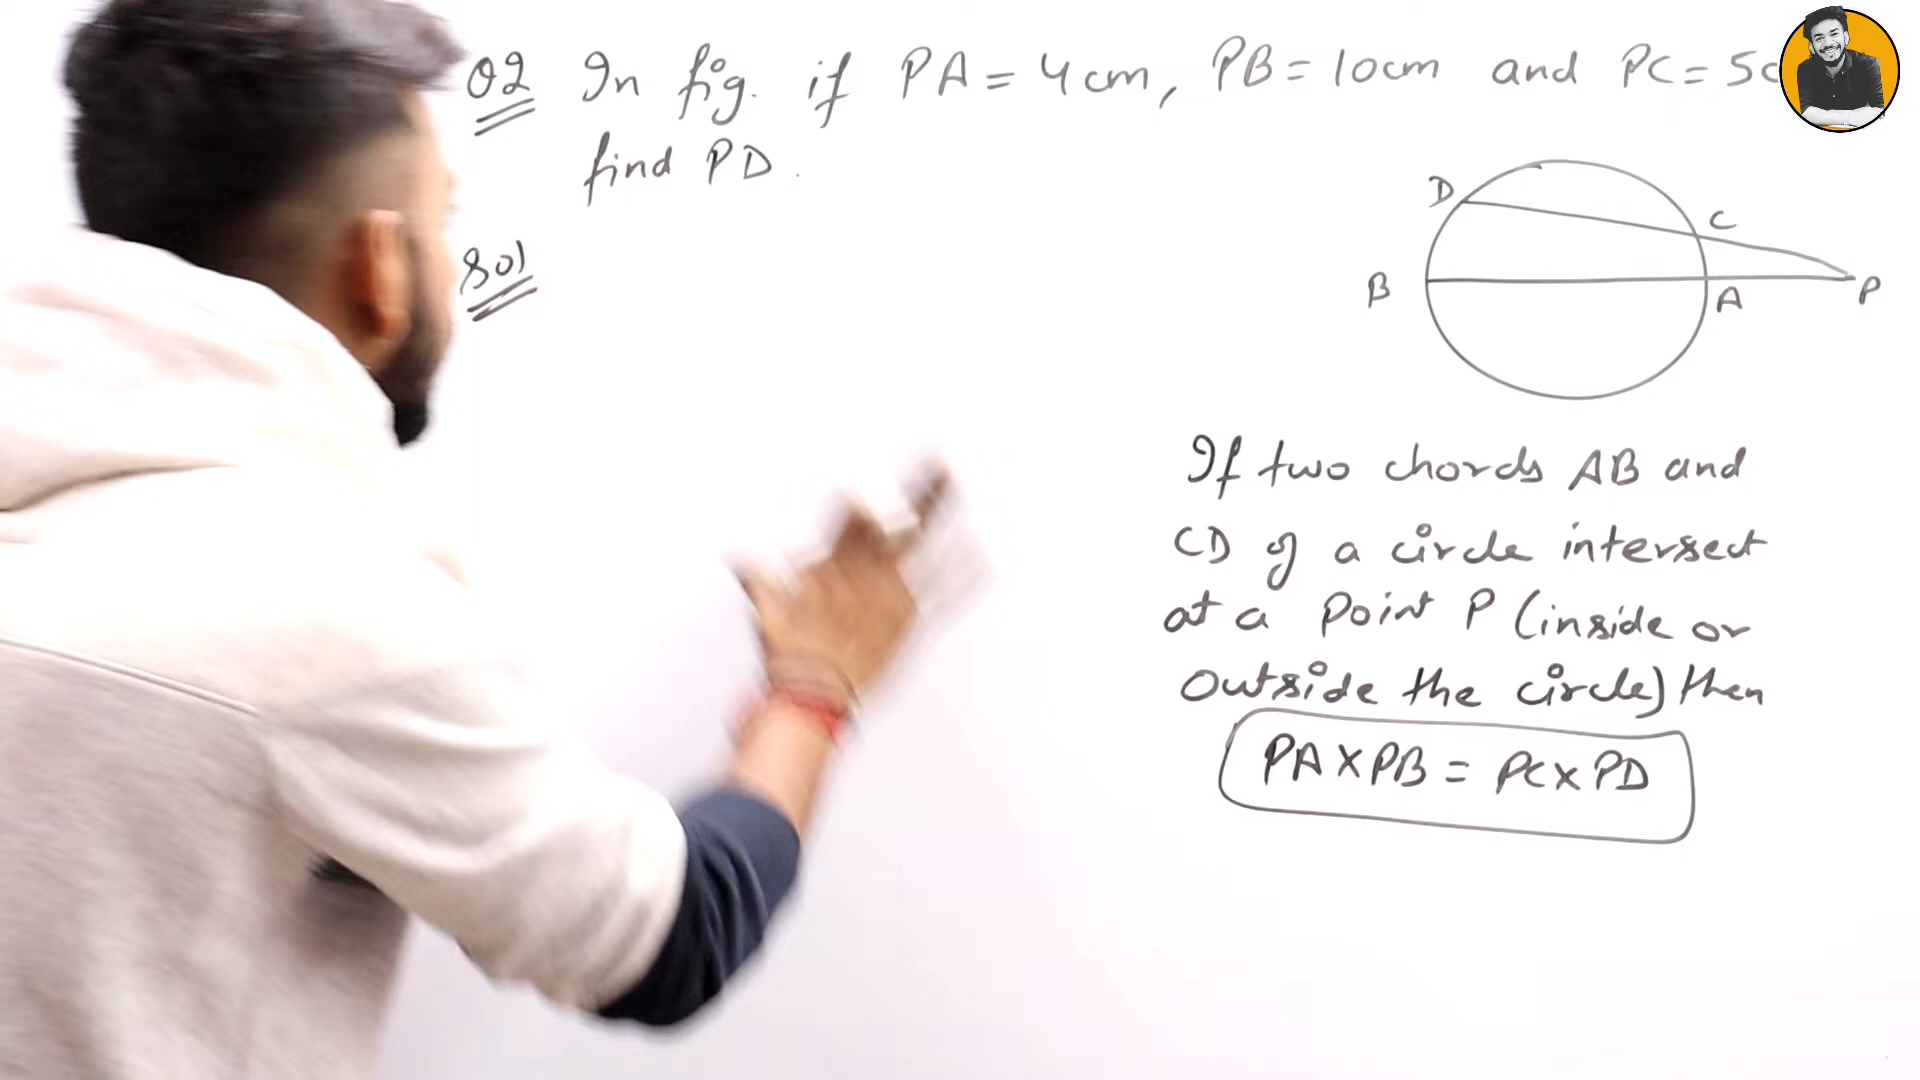 Q2 In fig. if PA = 4cm, PB = 10cm and PC = 5c
find PD.
Sol
D
C
B
A
P
If two chords AB and
CD of a circle intersect
at a point P (inside or
outside the circle) then
PA×PB = PC×PD